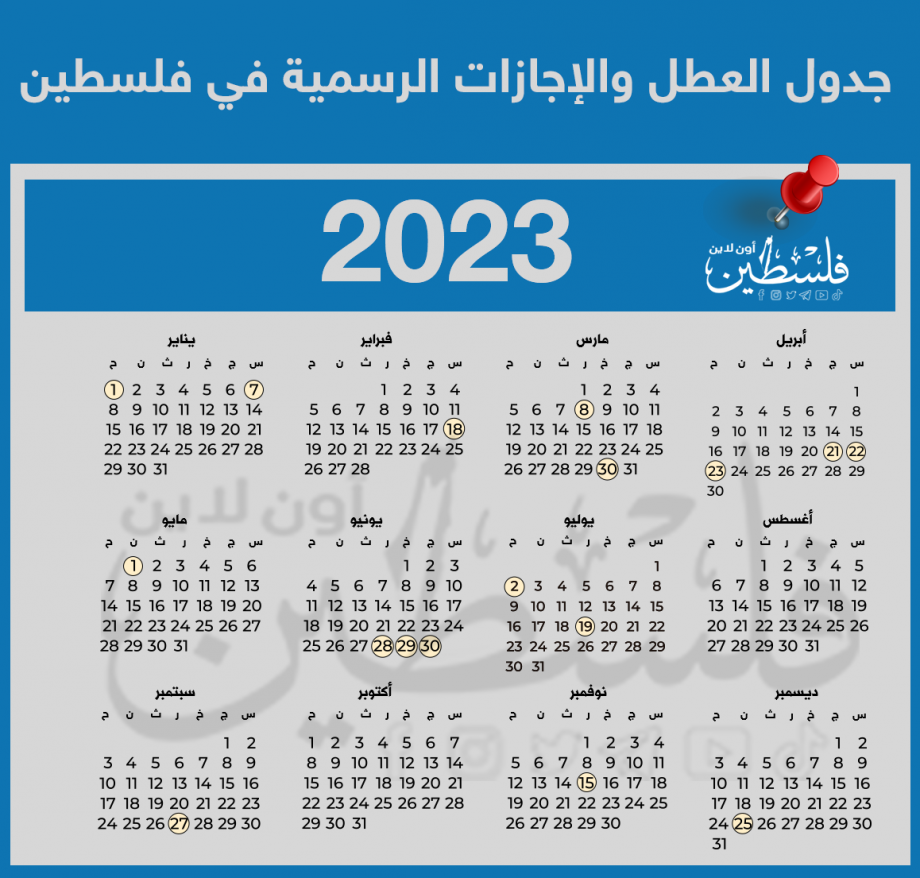 جدول العطل والإجازات الرسمية في فلسطين
2023
فلسطين
أون لاين
يناير
س ج خ ر ث ن ح
1 2 3 4 5 6 7
8 9 10 11 12 13 14
15 16 17 18 19 20 21
22 23 24 25 26 27 28
29 30 31
فبراير
س ج خ ر ث ن ح
1 2 3 4
5 6 7 8 9 10 11
12 13 14 15 16 17 18
19 20 21 22 23 24 25
26 27 28
مارس
س ج خ ر ث ن ح
1 2 3 4
5 6 7 8 9 10 11
12 13 14 15 16 17 18
19 20 21 22 23 24 25
26 27 28 29 30 31
أبريل
س ج خ ر ث ن ح
1
2 3 4 5 6 7 8
9 10 11 12 13 14 15
16 17 18 19 20 21 22
23 24 25 26 27 28 29
30
مايو
س ج خ ر ث ن ح
1 2 3 4 5 6
7 8 9 10 11 12 13
14 15 16 17 18 19 20
21 22 23 24 25 26 27
28 29 30 31
يونيو
س ج خ ر ث ن ح
1 2 3
4 5 6 7 8 9 10
11 12 13 14 15 16 17
18 19 20 21 22 23 24
25 26 27 28 29 30
يوليو
س ج خ ر ث ن ح
1
2 3 4 5 6 7 8
9 10 11 12 13 14 15
16 17 18 19 20 21 22
23 24 25 26 27 28 29
30 31
أغسطس
س ج خ ر ث ن ح
1 2 3 4 5
6 7 8 9 10 11 12
13 14 15 16 17 18 19
20 21 22 23 24 25 26
27 28 29 30 31
سبتمبر
س ج خ ر ث ن ح
1 2
3 4 5 6 7 8 9
10 11 12 13 14 15 16
17 18 19 20 21 22 23
24 25 26 27 28 29 30
أكتوبر
س ج خ ر ث ن ح
1 2 3 4 5 6 7
8 9 10 11 12 13 14
15 16 17 18 19 20 21
22 23 24 25 26 27 28
29 30 31
نوفمبر
س ج خ ر ث ن ح
1 2 3 4
5 6 7 8 9 10 11
12 13 14 15 16 17 18
19 20 21 22 23 24 25
26 27 28 29 30
ديسمبر
س ج خ ر ث ن ح
1 2
3 4 5 6 7 8 9
10 11 12 13 14 15 16
17 18 19 20 21 22 23
24 25 26 27 28 29 30
31
فلسطين
أون لاين